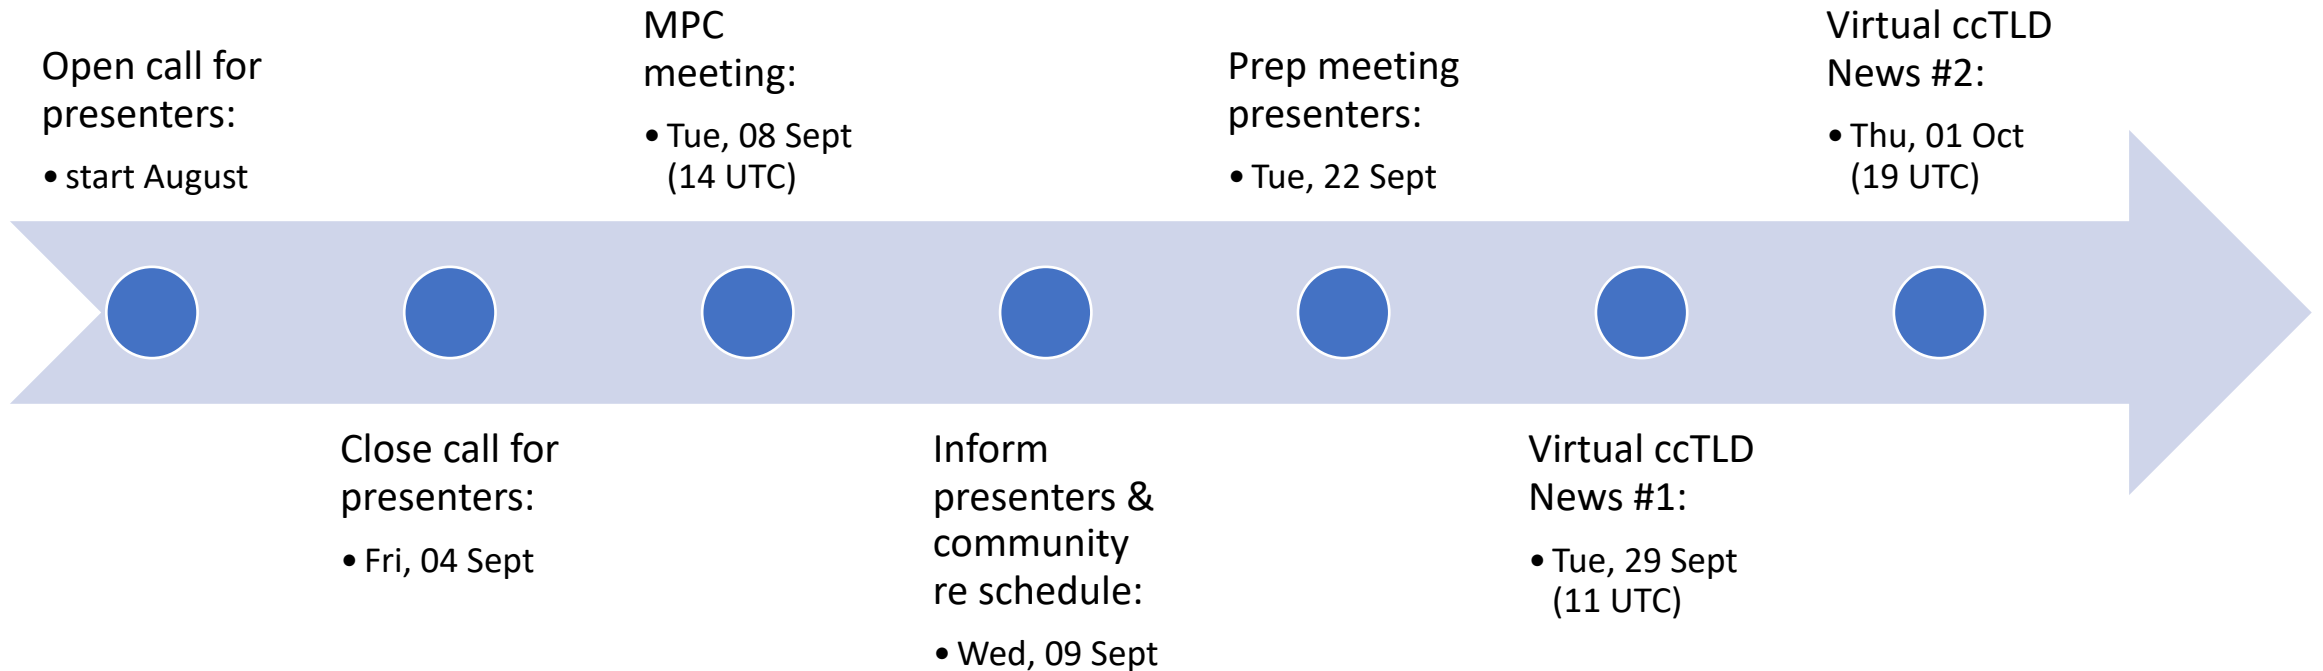 Open call for
presenters:
• start August
Close call for
presenters:
• Fri, 04 Sept
MPC
meeting:
• Tue, 08 Sept
(14 UTC)
Inform
presenters &
community
re schedule:
• Wed, 09 Sept
Prep meeting
presenters:
• Tue, 22 Sept
Virtual ccTLD
News #1:
• Tue, 29 Sept
(11 UTC)
Virtual ccTLD
News #2:
• Thu, 01 Oct
(19 UTC)